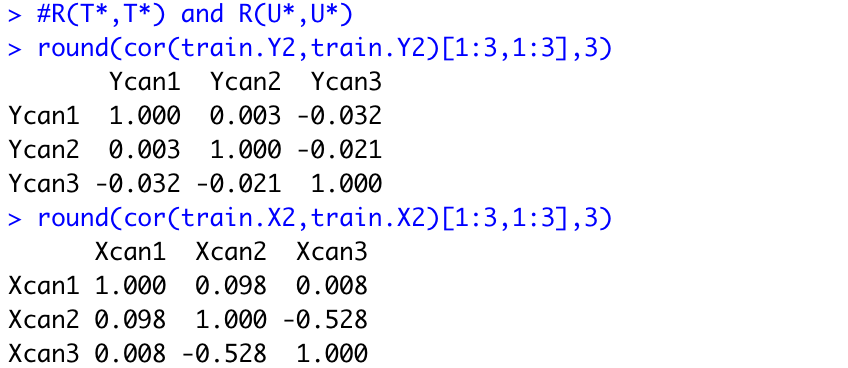 > #R(T*,T*) and R(U*,U*)
> round(cor(train.Y2,train.Y2)[1:3,1:3],3)
       Ycan1  Ycan2  Ycan3
Ycan1  1.000  0.003 -0.032
Ycan2  0.003  1.000 -0.021
Ycan3 -0.032 -0.021  1.000
> round(cor(train.X2,train.X2)[1:3,1:3],3)
      Xcan1  Xcan2  Xcan3
Xcan1 1.000  0.098  0.008
Xcan2 0.098  1.000 -0.528
Xcan3 0.008 -0.528  1.000